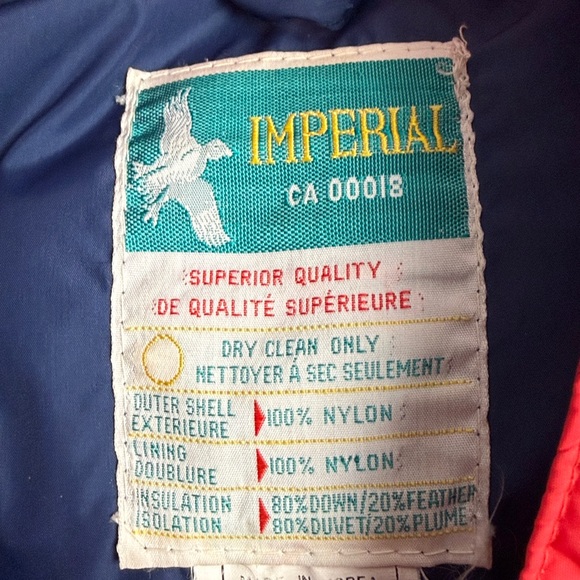 IMPERIAL
CA 00018
SUPERIOR QUALITY
DE QUALITÉ SUPÉRIEURE
DRY CLEAN ONLY
NETTOYER À SEC SEULEMENT
OUTER SHELL
EXTERIEURE
100% NYLON
LINING
DOUBLURE
100% NYLON
INSULATION
ISOLATION
80% DOWN/20% FEATHER
80% DUVET/20% PLUME